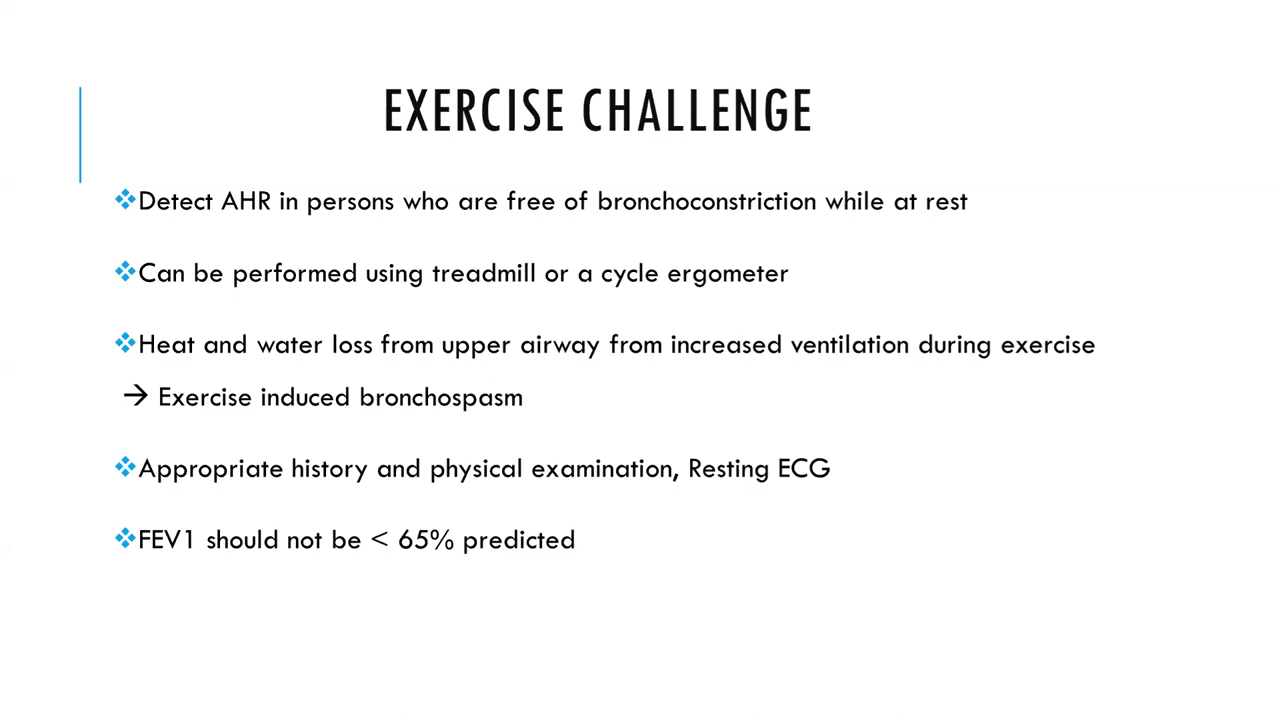 EXERCISE CHALLENGE
❖Detect AHR in persons who are free of bronchoconstriction while at rest
❖Can be performed using treadmill or a cycle ergometer
❖Heat and water loss from upper airway from increased ventilation during exercise
→ Exercise induced bronchospasm
❖Appropriate history and physical examination, Resting ECG
❖FEV1 should not be < 65% predicted